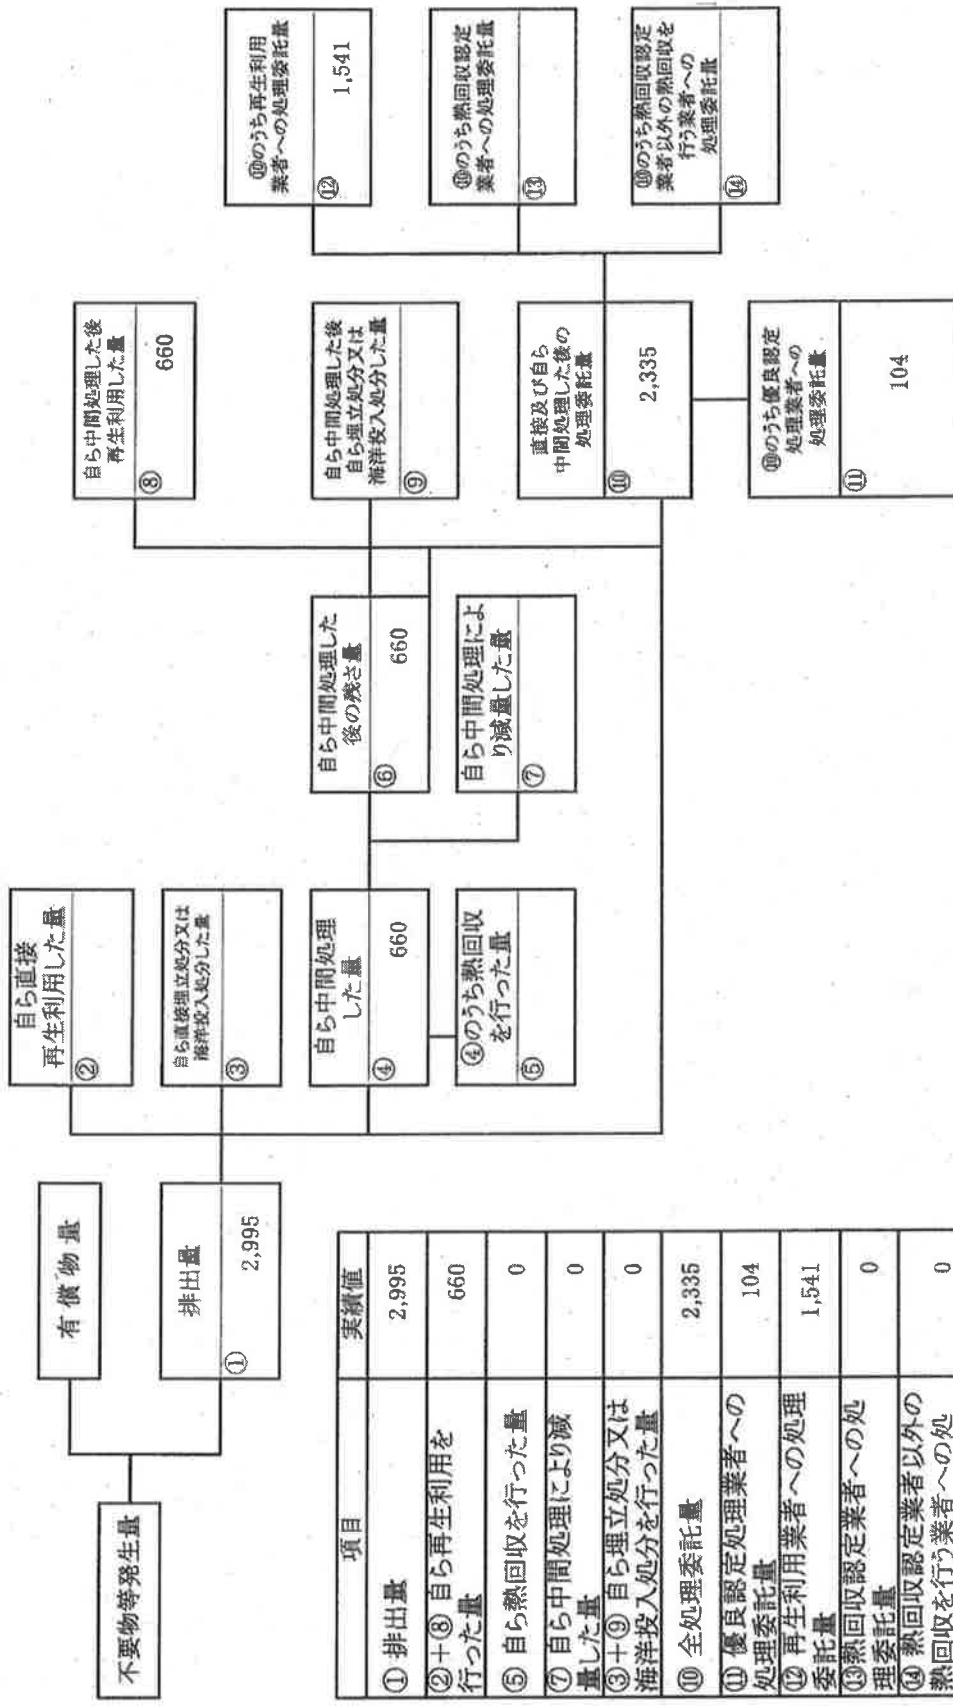 不要物等発生量
有償物量
排出量
①
2,995
自ら直接
再生利用した量
②
自ら直接埋立処分又は
海洋投入処分した量
③
自ら中間処理
した量
④
660
④のうち熱回収
を行った量
⑤
自ら中間処理した
後の残さ量
⑥
660
自ら中間処理によ
り減量した量
⑦
自ら中間処理した後
再生利用した量
⑧
660
自ら中間処理した後
自ら埋立処分又は
海洋投入処分した量
⑨
直接及び自ら
中間処理した後の
処理委託量
⑩
2,335
⑩のうち優良認定
処理業者への
処理委託量
⑪
104
⑩のうち再生利用
業者への処理委託量
⑫
1,541
⑩のうち熱回収認定
業者への処理委託量
⑬
⑩のうち熱回収認定
業者以外の熱回収を
行う業者への
処理委託量
⑭
項目 実績値
① 排出量 2,995
②+⑧ 自ら再生利用を
行った量 660
⑤ 自ら熱回収を行った量 0
⑦ 自ら中間処理により減
量した量 0
③+⑨ 自ら埋立処分又は
海洋投入処分を行った量 0
⑩ 全処理委託量 2,335
⑪ 優良認定処理業者への
処理委託量 104
⑫ 再生利用業者への処理
委託量 1,541
⑬熱回収認定業者への処
理委託量 0
⑭ 熱回収認定業者以外の
熱回収を行う業者への処 0